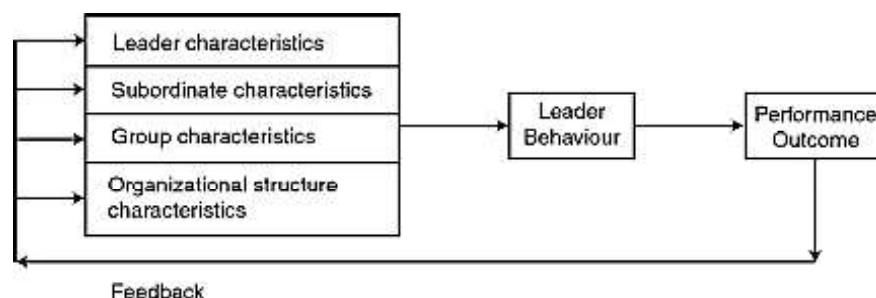 Leader characteristics
Subordinate characteristics
Group characteristics
Organizational structure
characteristics
Leader
Behaviour
Performance
Outcome
Feedback